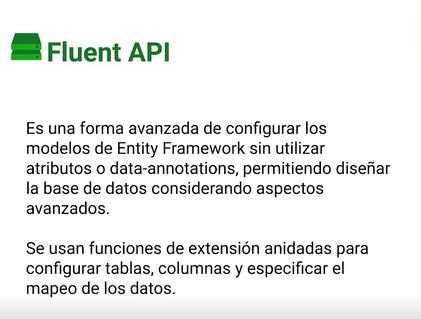 Fluent API
Es una forma avanzada de configurar los
modelos de Entity Framework sin utilizar
atributos o data-annotations, permitiendo diseñar
la base de datos considerando aspectos
avanzados.
Se usan funciones de extensión anidadas para
configurar tablas, columnas y especificar el
mapeo de los datos.